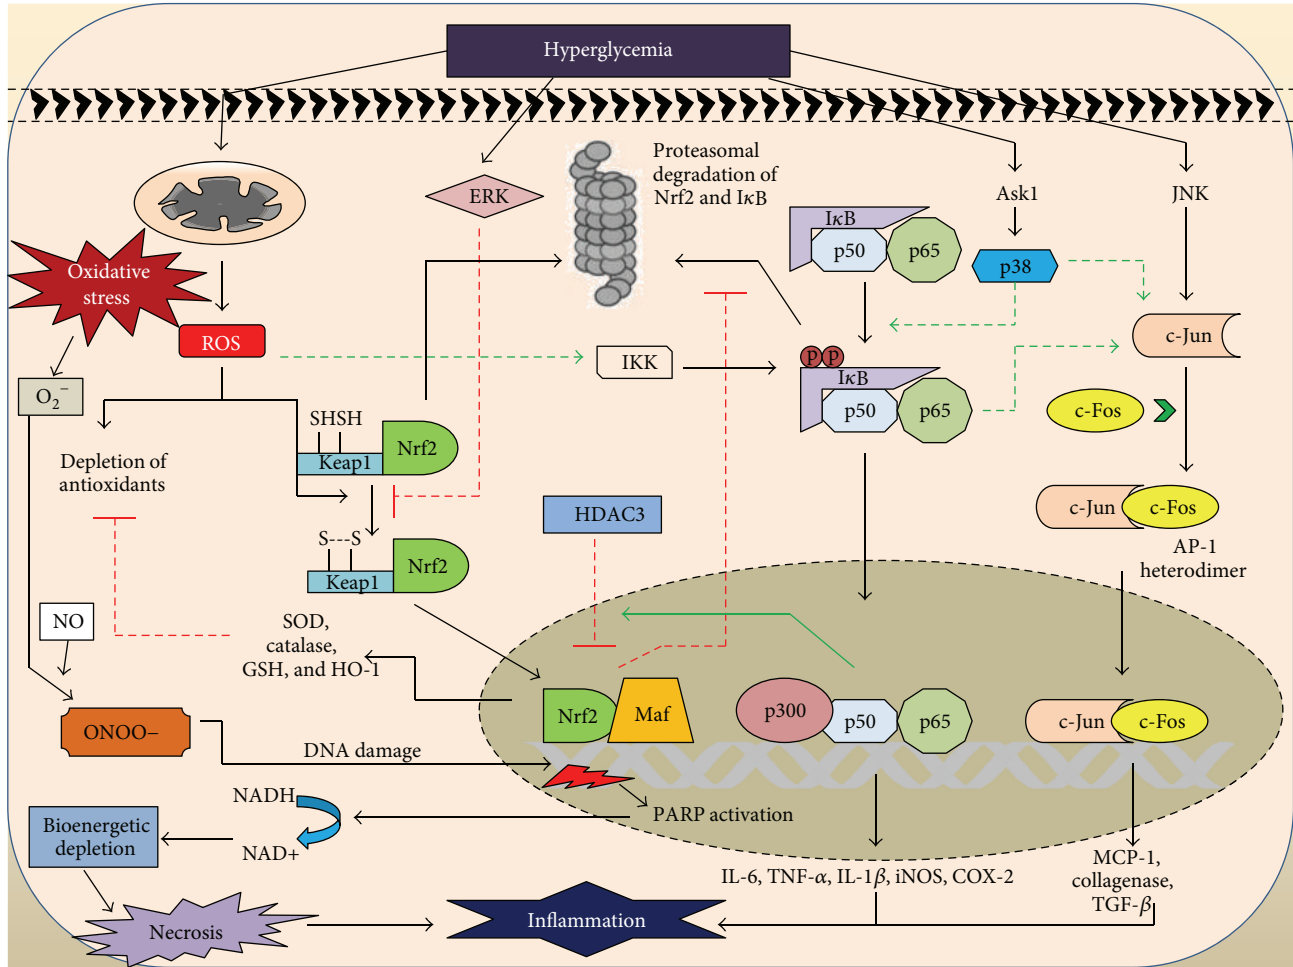 Hyperglycemia
Proteasomal
degradation of
Nrf2 and IκB
ERK
Ask1
JNK
IκB
p50
p65
p38
Oxidative
stress
ROS
IKK
c-Jun
O₂⁻
P P
IκB
p50
p65
c-Fos
SHSH
Keap1
Nrf2
Depletion of
antioxidants
HDAC3
c-Jun
c-Fos
AP-1
heterodimer
S---S
Keap1
Nrf2
NO
SOD,
catalase,
GSH, and HO-1
Nrf2
Maf
p300
p50
p65
c-Jun
c-Fos
ONOO−
DNA damage
PARP activation
NADH
NAD+
Bioenergetic
depletion
IL-6, TNF-α, IL-1β, iNOS, COX-2
MCP-1,
collagenase,
TGF-β
Necrosis
Inflammation